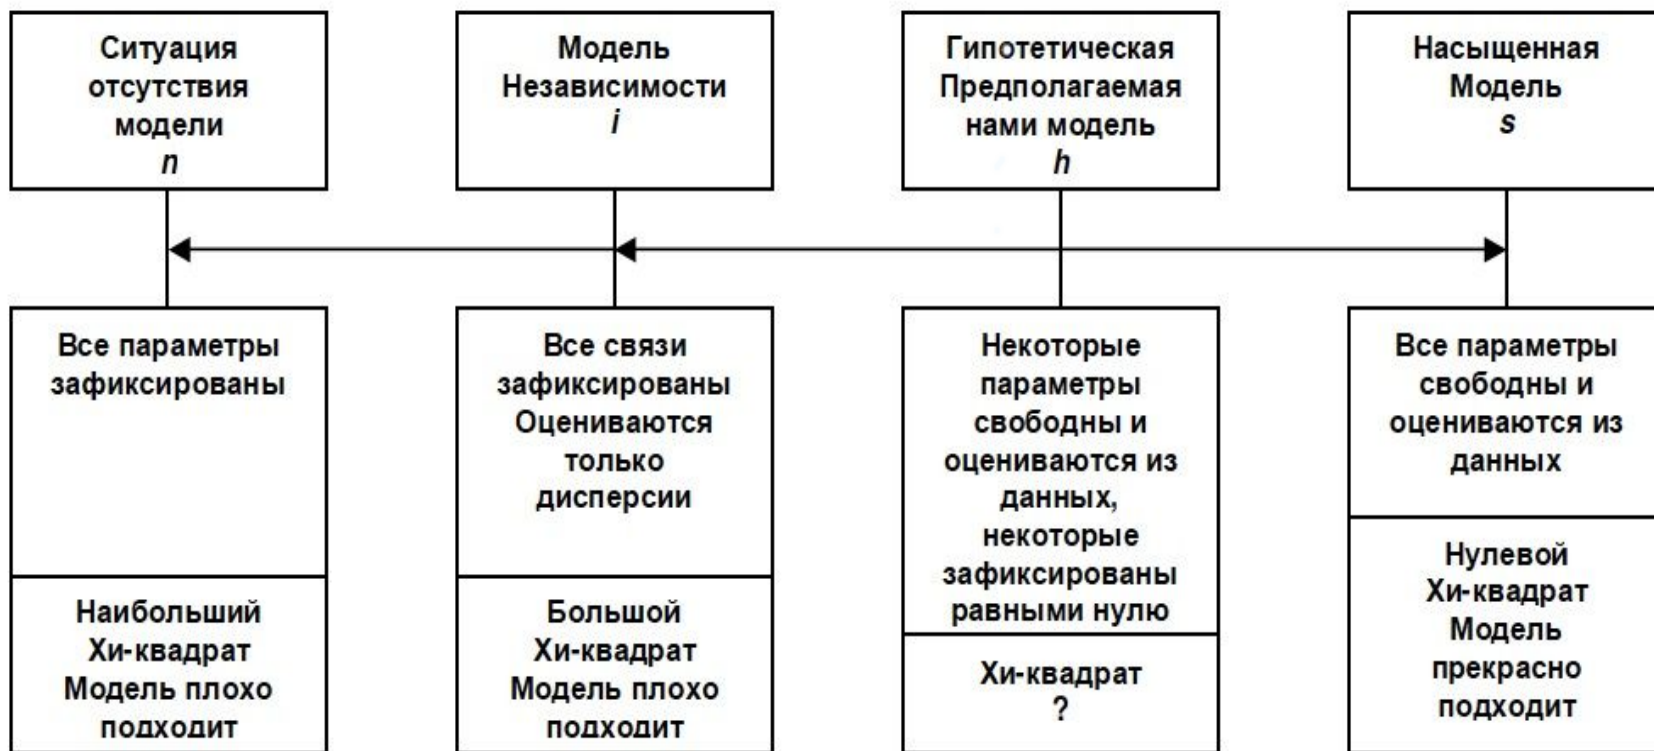 Ситуация
отсутствия
модели
n
Модель
Независимости
i
Гипотетическая
Предполагаемая
нами модель
h
Насыщенная
Модель
s
Все параметры
зафиксированы
Наибольший
Хи-квадрат
Модель плохо
подходит
Все связи
зафиксированы
Оцениваются
только
дисперсии
Большой
Хи-квадрат
Модель плохо
подходит
Некоторые
параметры
свободны и
оцениваются из
данных,
некоторые
зафиксированы
равными нулю
Хи-квадрат
?
Все параметры
свободны и
оцениваются из
данных
Нулевой
Хи-квадрат
Модель
прекрасно
подходит